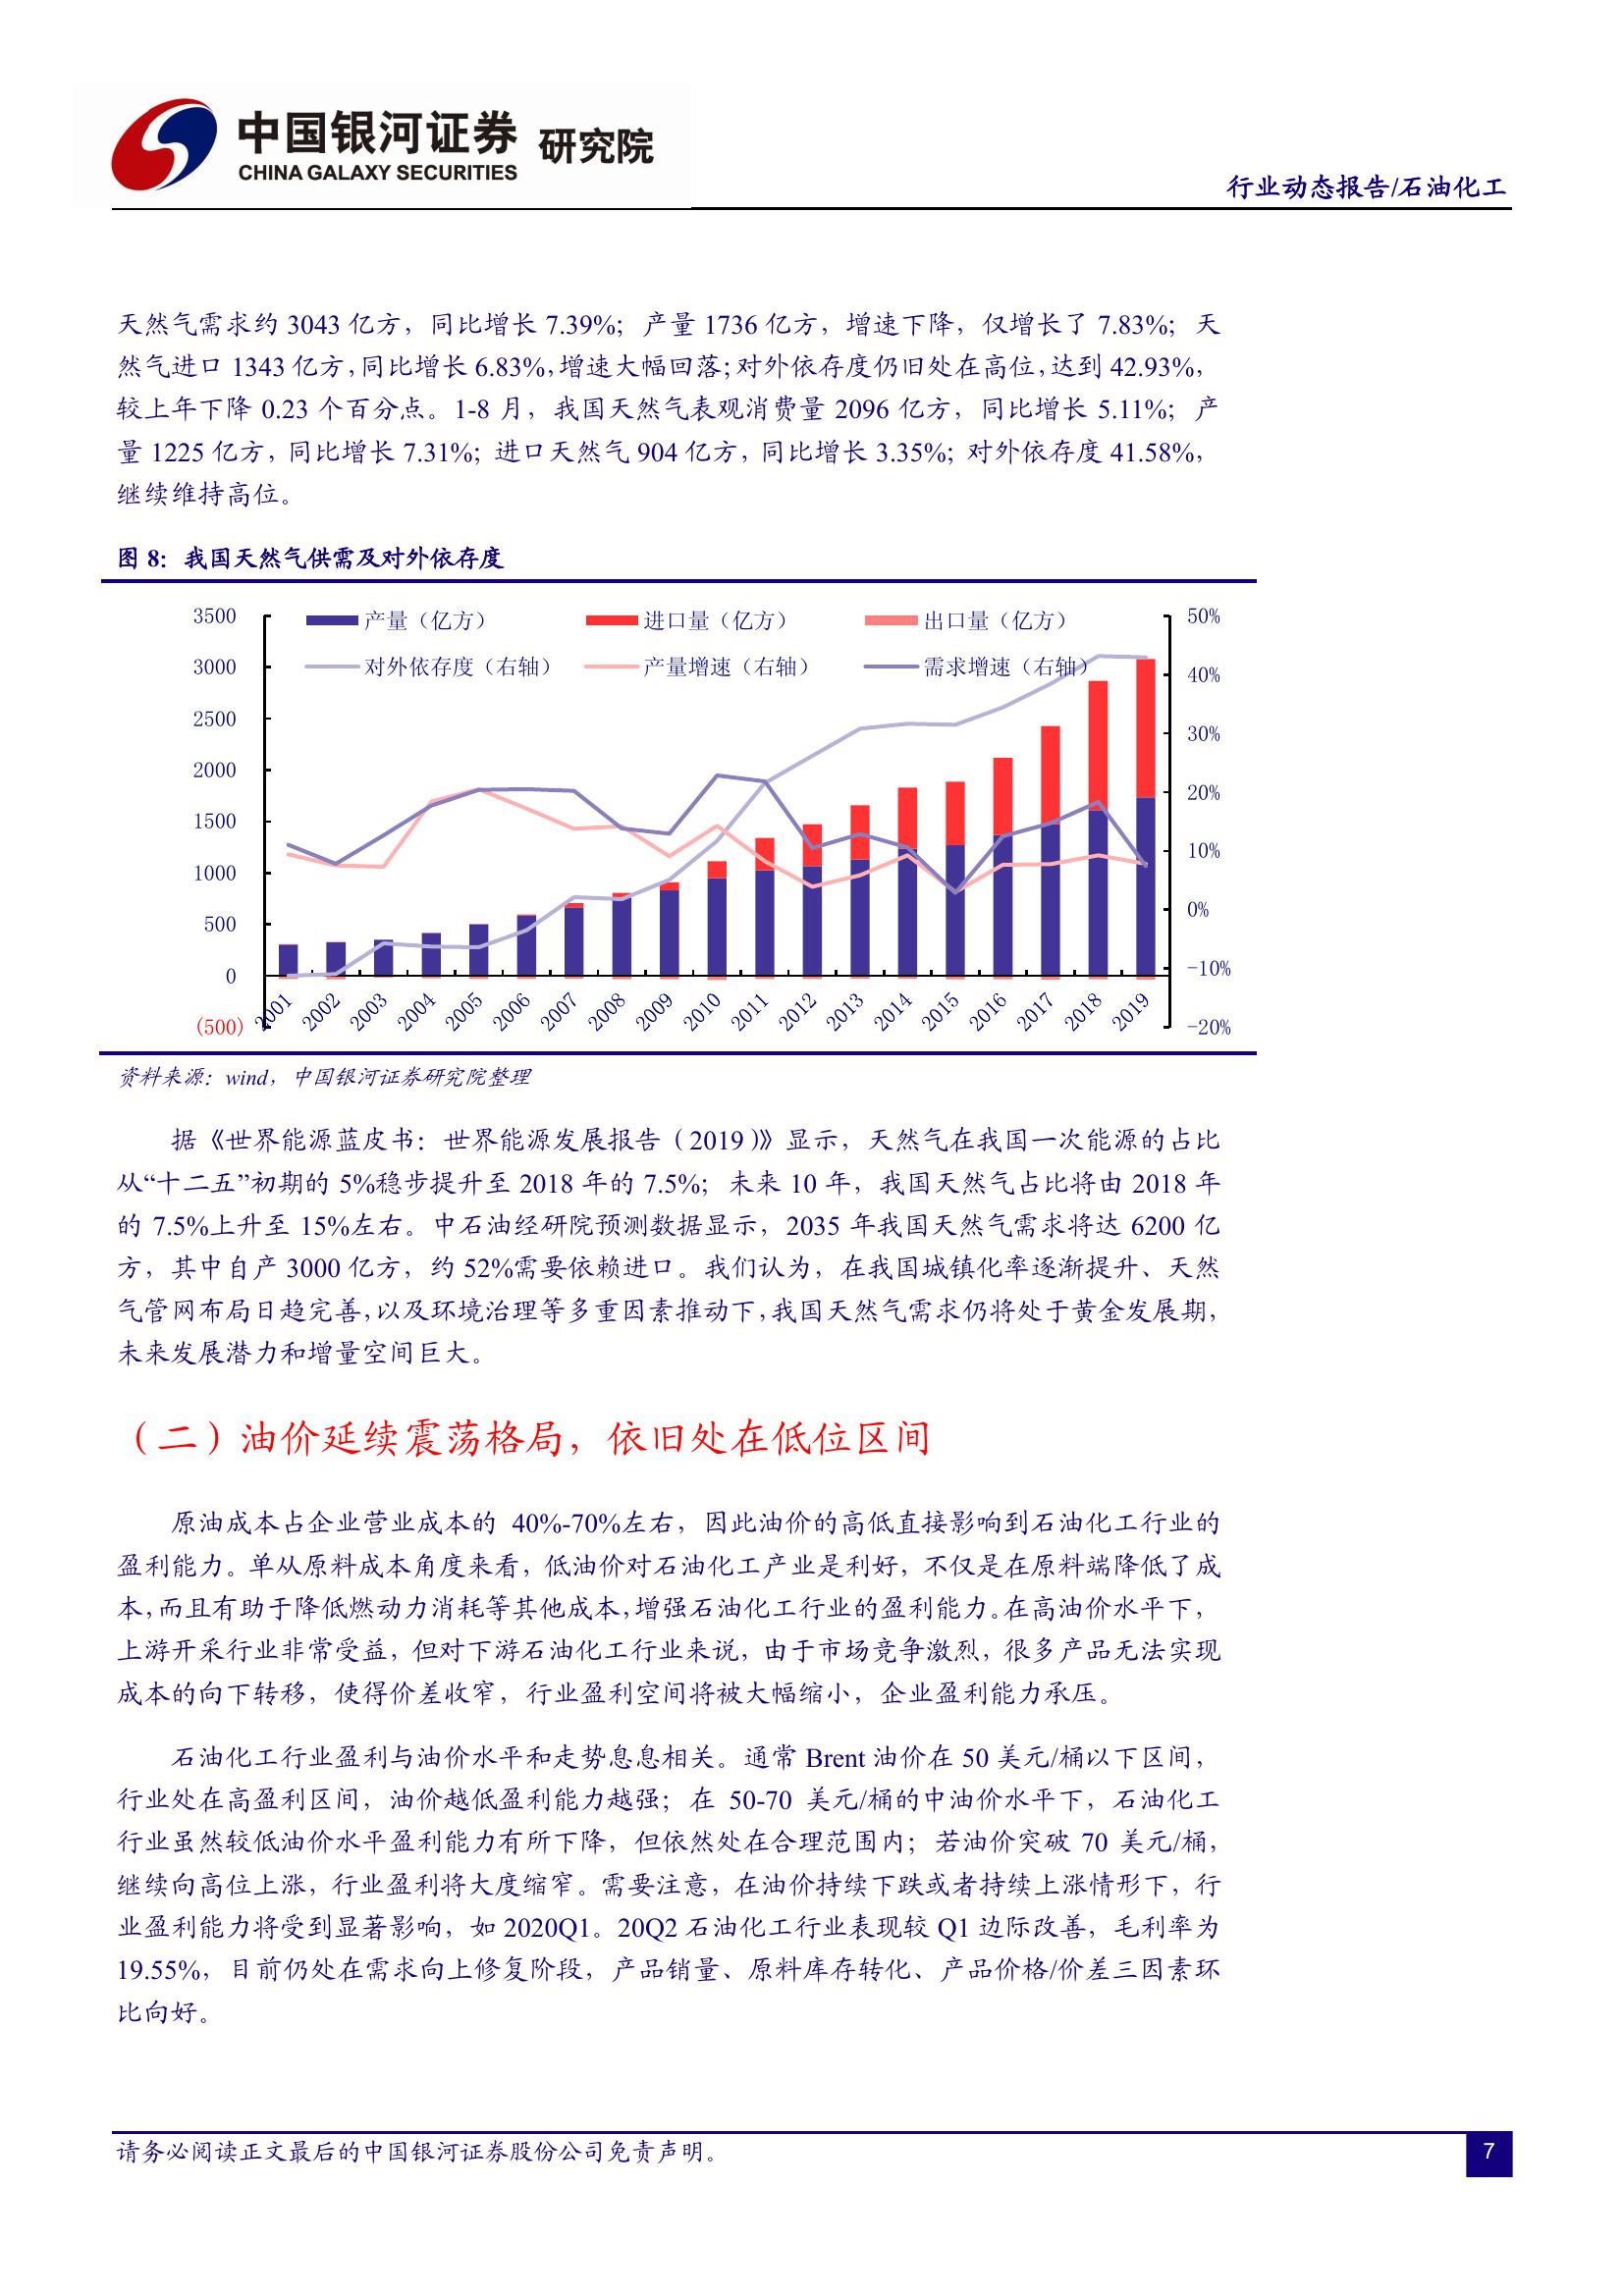 中国银河证券 研究院
CHINA GALAXY SECURITIES
行业动态报告/石油化工
天然气需求约 3043 亿方，同比增长 7.39%；产量 1736 亿方，增速下降，仅增长了 7.83%；天
然气进口 1343 亿方，同比增长 6.83%，增速大幅回落；对外依存度仍旧处在高位，达到 42.93%，
较上年下降 0.23 个百分点。1-8 月，我国天然气表观消费量 2096 亿方，同比增长 5.11%；产
量 1225 亿方，同比增长 7.31%；进口天然气 904 亿方，同比增长 3.35%；对外依存度 41.58%，
继续维持高位。
图 8：我国天然气供需及对外依存度
产量（亿方） 进口量（亿方） 出口量（亿方）
对外依存度（右轴） 产量增速（右轴） 需求增速（右轴）
3500
3000
2500
2000
1500
1000
500
0
(500)
50%
40%
30%
20%
10%
0%
-10%
-20%
2001 2002 2003 2004 2005 2006 2007 2008 2009 2010 2011 2012 2013 2014 2015 2016 2017 2018 2019
资料来源：wind，中国银河证券研究院整理
据《世界能源蓝皮书：世界能源发展报告（2019）》显示，天然气在我国一次能源的占比
从“十二五”初期的 5%稳步提升至 2018 年的 7.5%；未来 10 年，我国天然气占比将由 2018 年
的 7.5%上升至 15%左右。中石油经研院预测数据显示，2035 年我国天然气需求将达 6200 亿
方，其中自产 3000 亿方，约 52%需要依赖进口。我们认为，在我国城镇化率逐渐提升、天然
气管网布局日趋完善，以及环境治理等多重因素推动下，我国天然气需求仍将处于黄金发展期，
未来发展潜力和增量空间巨大。
（二）油价延续震荡格局，依旧处在低位区间
原油成本占企业营业成本的 40%-70%左右，因此油价的高低直接影响到石油化工行业的
盈利能力。单从原料成本角度来看，低油价对石油化工产业是利好，不仅是在原料端降低了成
本，而且有助于降低燃动力消耗等其他成本，增强石油化工行业的盈利能力。在高油价水平下，
上游开采行业非常受益，但对下游石油化工行业来说，由于市场竞争激烈，很多产品无法实现
成本的向下转移，使得价差收窄，行业盈利空间将被大幅缩小，企业盈利能力承压。
石油化工行业盈利与油价水平和走势息息相关。通常 Brent 油价在 50 美元/桶以下区间，
行业处在高盈利区间，油价越低盈利能力越强；在 50-70 美元/桶的中油价水平下，石油化工
行业虽然较低油价水平盈利能力有所下降，但依然处在合理范围内；若油价突破 70 美元/桶，
继续向高位上涨，行业盈利将大度缩窄。需要注意，在油价持续下跌或者持续上涨情形下，行
业盈利能力将受到显著影响，如 2020Q1。20Q2 石油化工行业表现较 Q1 边际改善，毛利率为
19.55%，目前仍处在需求向上修复阶段，产品销量、原料库存转化、产品价格/价差三因素环
比向好。
请务必阅读正文最后的中国银河证券股份公司免责声明。
7